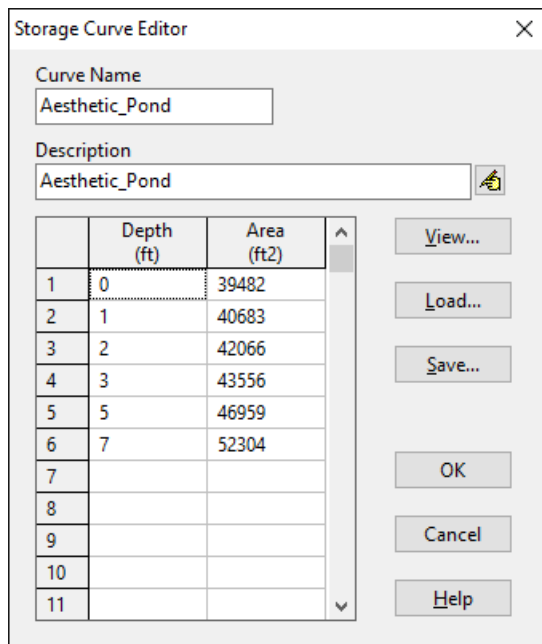 Storage Curve Editor
Curve Name
Aesthetic_Pond
Description
Aesthetic_Pond
Depth Area
(ft) (ft2)
1 0 39482
2 1 40683
3 2 42066
4 3 43556
5 5 46959
6 7 52304
7
8
9
10
11
View...
Load...
Save...
OK
Cancel
Help